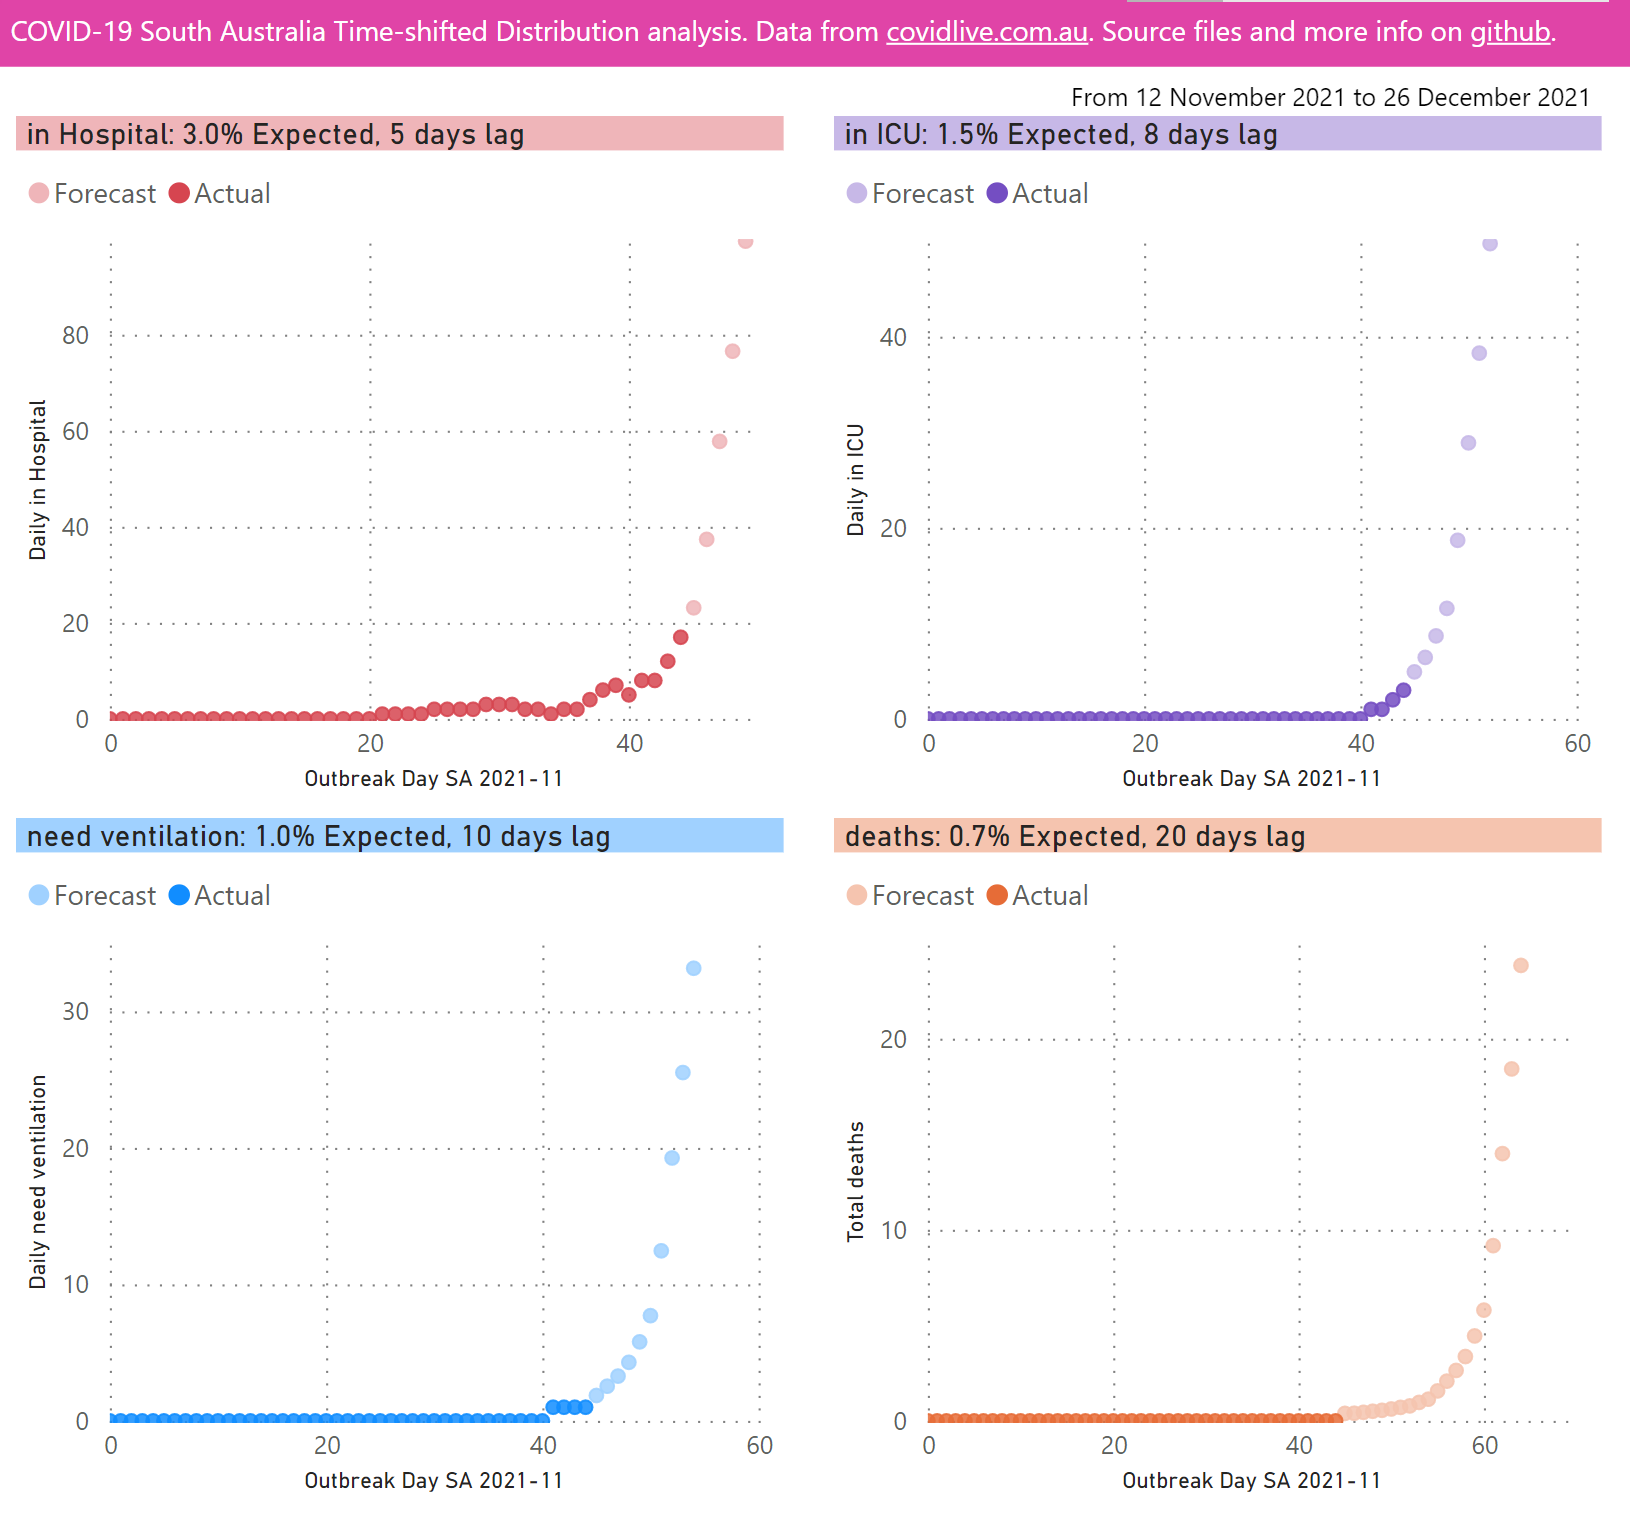 COVID-19 South Australia Time-shifted Distribution analysis. Data from covidlive.com.au. Source files and more info on github.
From 12 November 2021 to 26 December 2021
in Hospital: 3.0% Expected, 5 days lag
Forecast Actual
Daily in Hospital
80
60
40
20
0
0 20 40
Outbreak Day SA 2021-11
in ICU: 1.5% Expected, 8 days lag
Forecast Actual
Daily in ICU
40
20
0
0 20 40 60
Outbreak Day SA 2021-11
need ventilation: 1.0% Expected, 10 days lag
Forecast Actual
Daily need ventilation
30
20
10
0
0 20 40 60
Outbreak Day SA 2021-11
deaths: 0.7% Expected, 20 days lag
Forecast Actual
Total deaths
20
10
0
0 20 40 60
Outbreak Day SA 2021-11